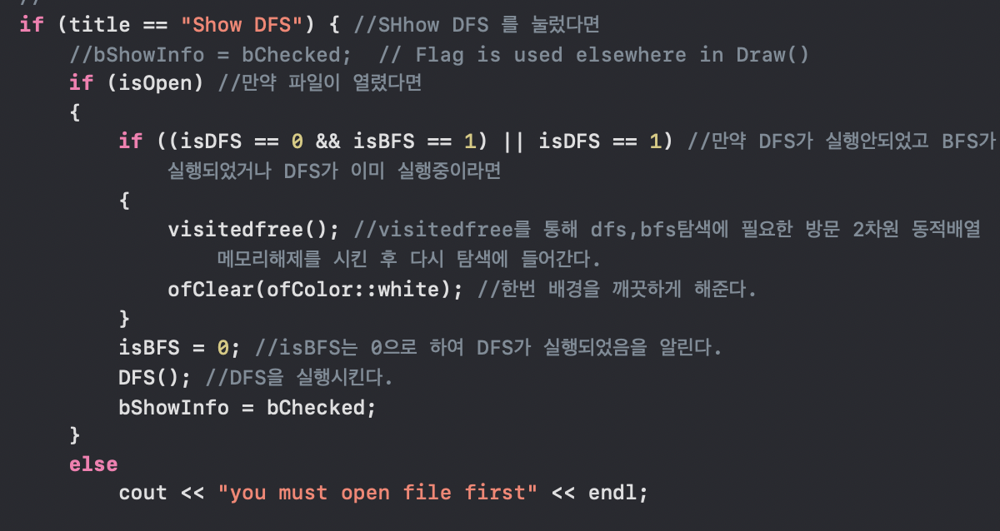 //
if (title == "Show DFS") { //SHhow DFS 를 눌렀다면
//bShowInfo = bChecked;  // Flag is used elsewhere in Draw()
if (isOpen) //만약 파일이 열렸다면
{
if ((isDFS == 0 && isBFS == 1) || isDFS == 1) //만약 DFS가 실행안되었고 BFS가
실행되었거나 DFS가 이미 실행중이라면
{
visitedfree(); //visitedfree를 통해 dfs,bfs탐색에 필요한 방문 2차원 동적배열
메모리해제를 시킨 후 다시 탐색에 들어간다.
ofClear(ofColor::white); //한번 배경을 깨끗하게 해준다.
}
isBFS = 0; //isBFS는 0으로 하여 DFS가 실행되었음을 알린다.
DFS(); //DFS을 실행시킨다.
bShowInfo = bChecked;
}
else
cout << "you must open file first" << endl;